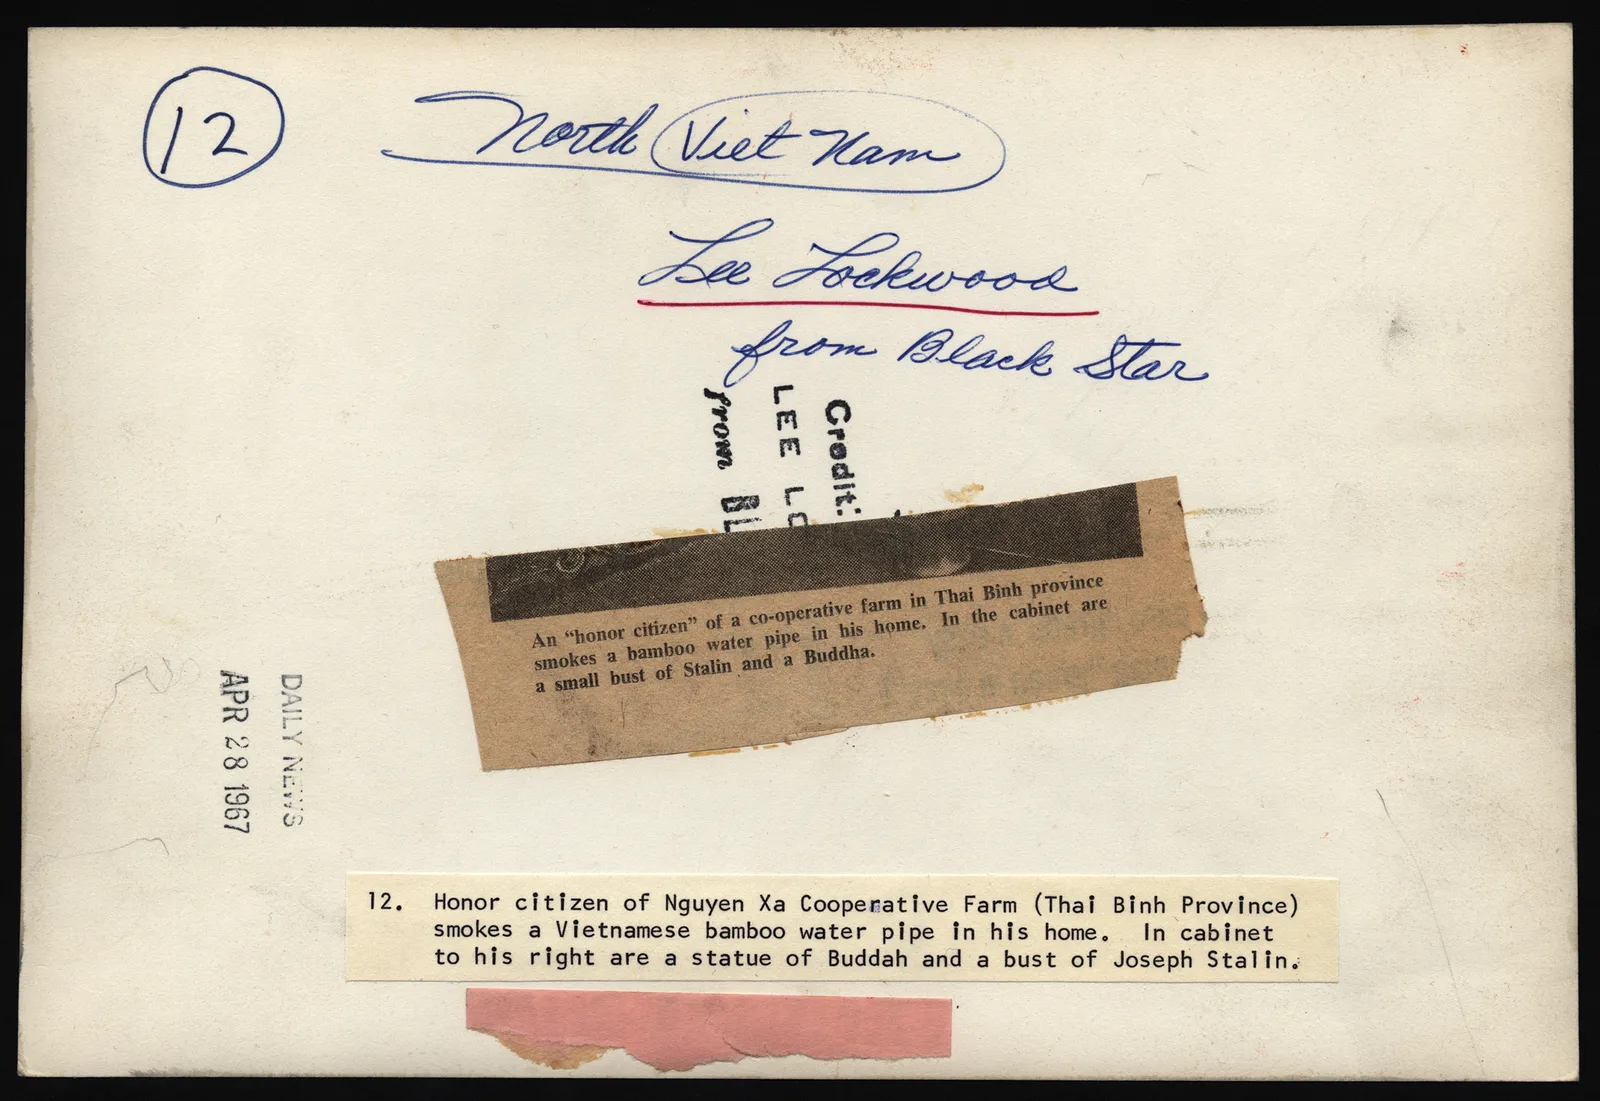 12
North Viet Nam
Lee Lockwood
from Black Star
Credit:
LEE
from
An “honor citizen” of a co-operative farm in Thai Binh province
smokes a bamboo water pipe in his home. In the cabinet are
a small bust of Stalin and a Buddha.
DAILY NEWS
APR 28 1967
12. Honor citizen of Nguyen Xa Cooperative Farm (Thai Binh Province)
smokes a Vietnamese bamboo water pipe in his home. In cabinet
to his right are a statue of Buddah and a bust of Joseph Stalin.